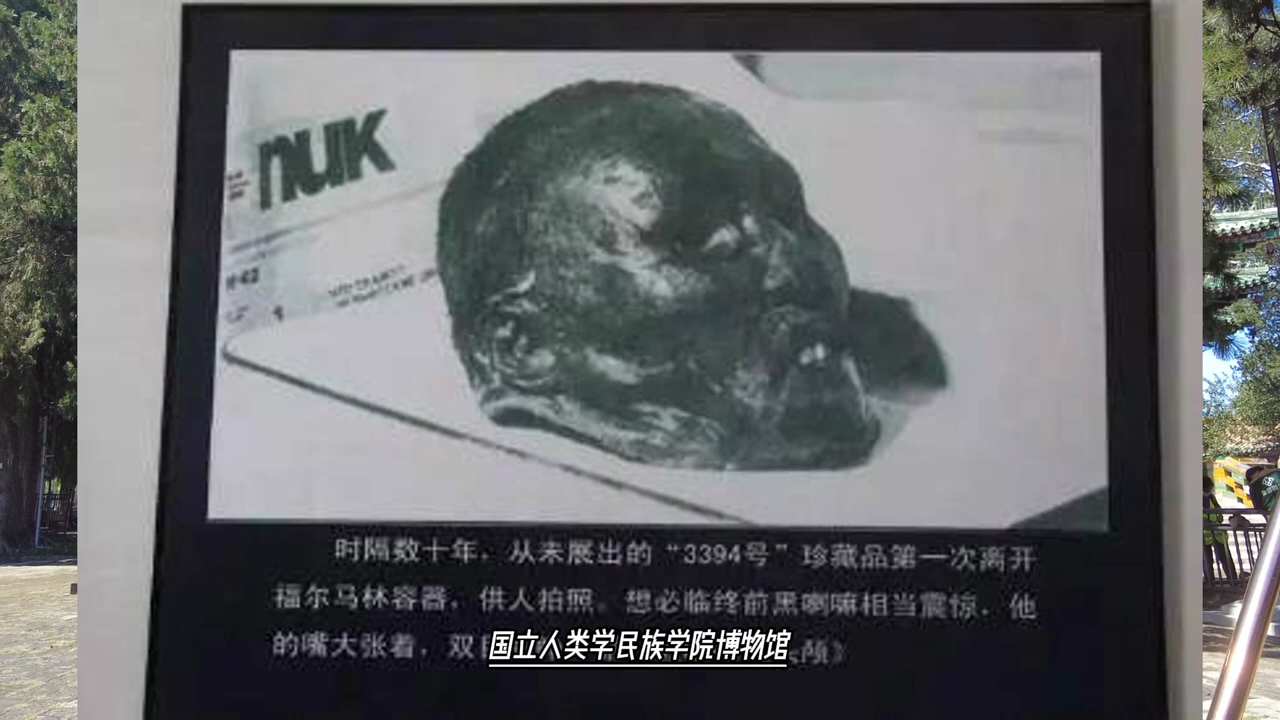 nuk
时隔数十年，从未展出的“3394号”珍藏品第一次离开
福尔马林容器，供人拍照。想必临终前黑喇嘛相当震惊，他
的嘴大张着，双目
国立人类学民族学院博物馆